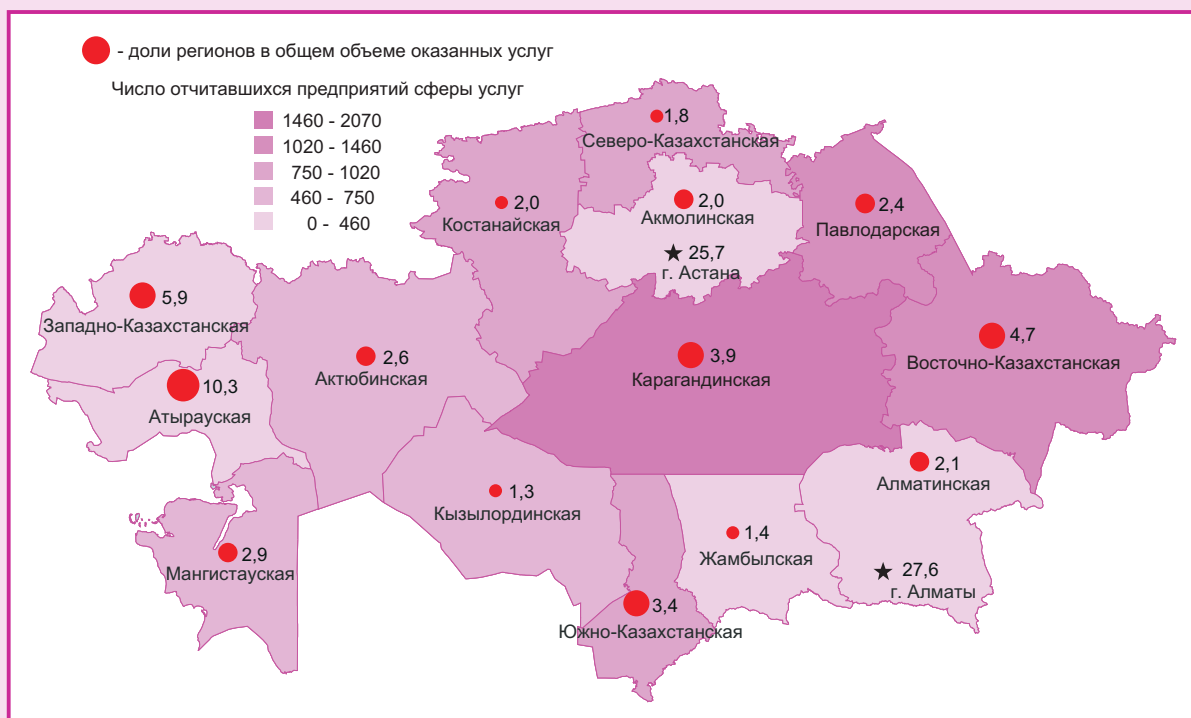 - доли регионов в общем объеме оказанных услуг
Число отчитавшихся предприятий сферы услуг
1460 - 2070
1020 - 1460
750 - 1020
460 - 750
0 - 460
1,8
Северо-Казахстанская
2,0
Костанайская
2,0
Акмолинская
25,7
г. Астана
2,4
Павлодарская
5,9
Западно-Казахстанская
2,6
Актюбинская
3,9
Карагандинская
4,7
Восточно-Казахстанская
10,3
Атырауская
2,1
Алматинская
1,3
Кызылординская
1,4
Жамбылская
2,9
Мангистауская
27,6
г. Алматы
3,4
Южно-Казахстанская